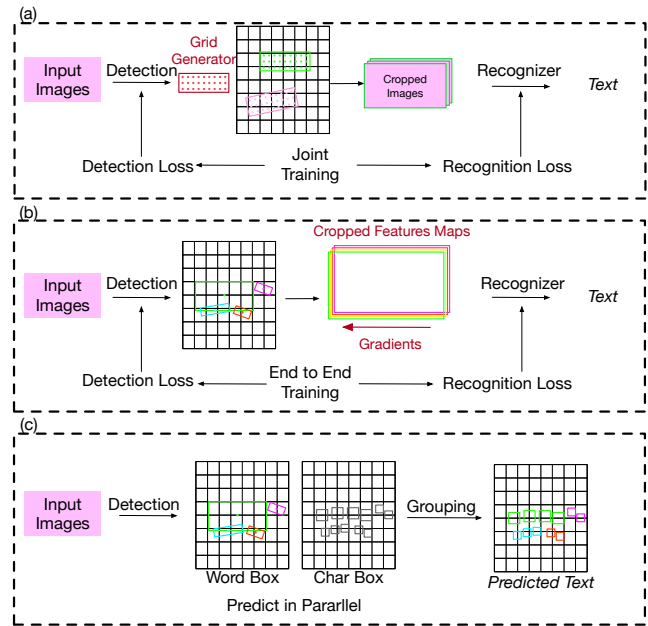 (a)
Input
Images
Detection
Grid
Generator
Cropped
Images
Recognizer
Text
Detection Loss
Joint
Training
Recognition Loss
(b)
Input
Images
Detection
Cropped Features Maps
Gradients
Recognizer
Text
Detection Loss
End to End
Training
Recognition Loss
(c)
Input
Images
Detection
Word Box
Char Box
Predict in Pararllel
Grouping
Predicted Text